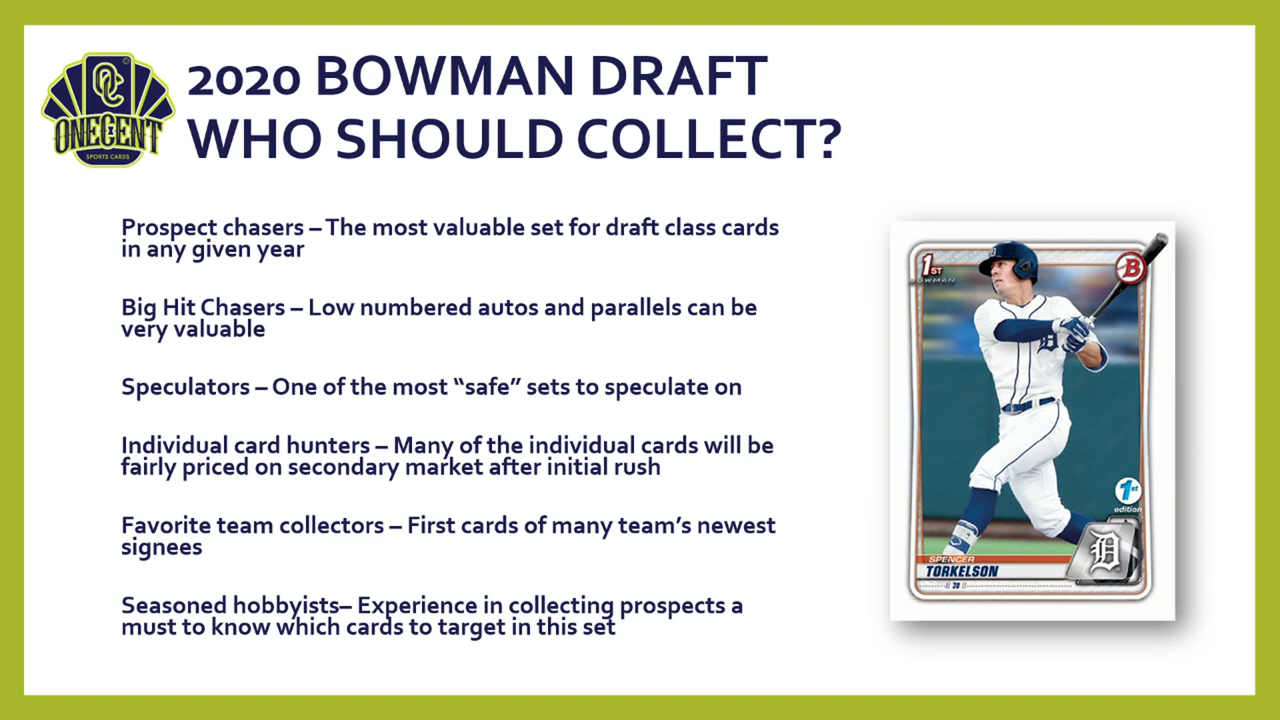 2020 BOWMAN DRAFT
WHO SHOULD COLLECT?
OC
ONECENT
SPORTS CARDS
Prospect chasers – The most valuable set for draft class cards
in any given year
Big Hit Chasers – Low numbered autos and parallels can be
very valuable
Speculators – One of the most “safe” sets to speculate on
Individual card hunters – Many of the individual cards will be
fairly priced on secondary market after initial rush
Favorite team collectors – First cards of many team’s newest
signees
Seasoned hobbyists– Experience in collecting prospects a
must to know which cards to target in this set
1ST
BOWMAN
B
D
1st
edition
D
SPENCER
TORKELSON
38